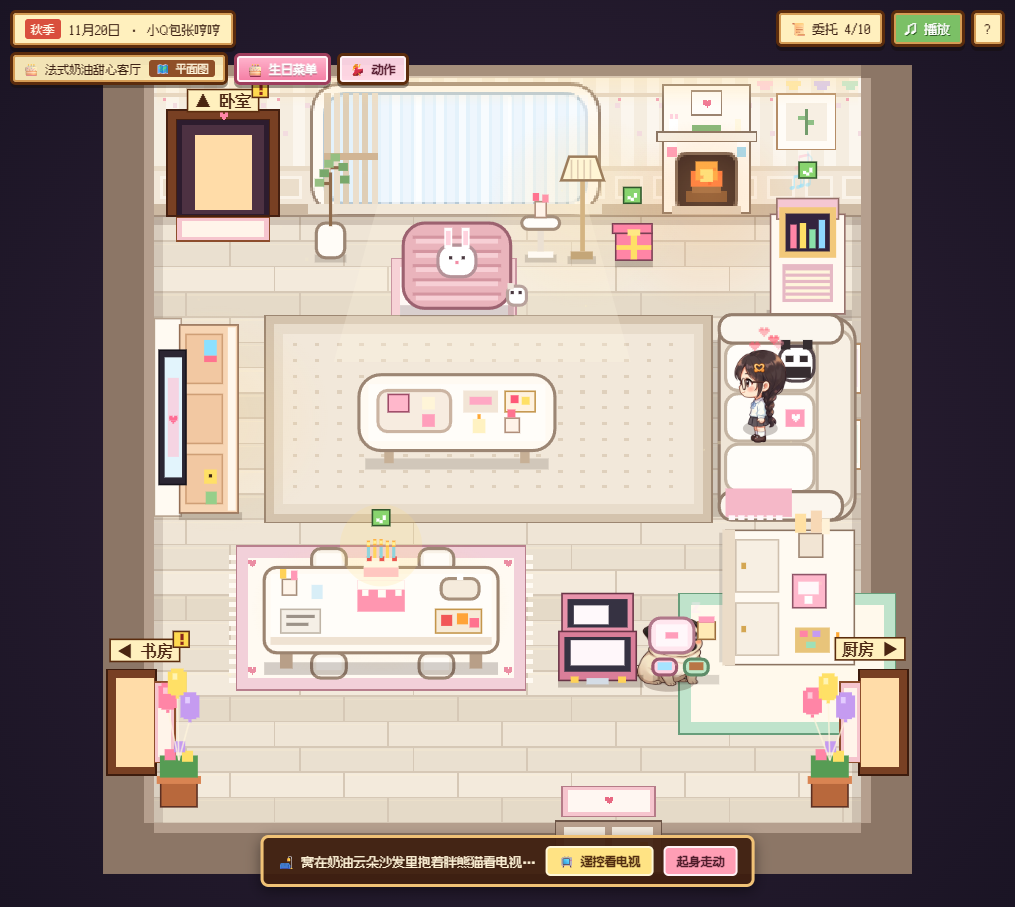 秋季 11月20日 · 小Q包张哼哼
委托 4/10
播放
?
法式奶油甜心客厅 平面图
生日菜单
动作
▲ 卧室
!
◀ 书房
!
厨房 ▶
窝在奶油云朵沙发里抱着胖熊猫看电视…
遥控看电视
起身走动